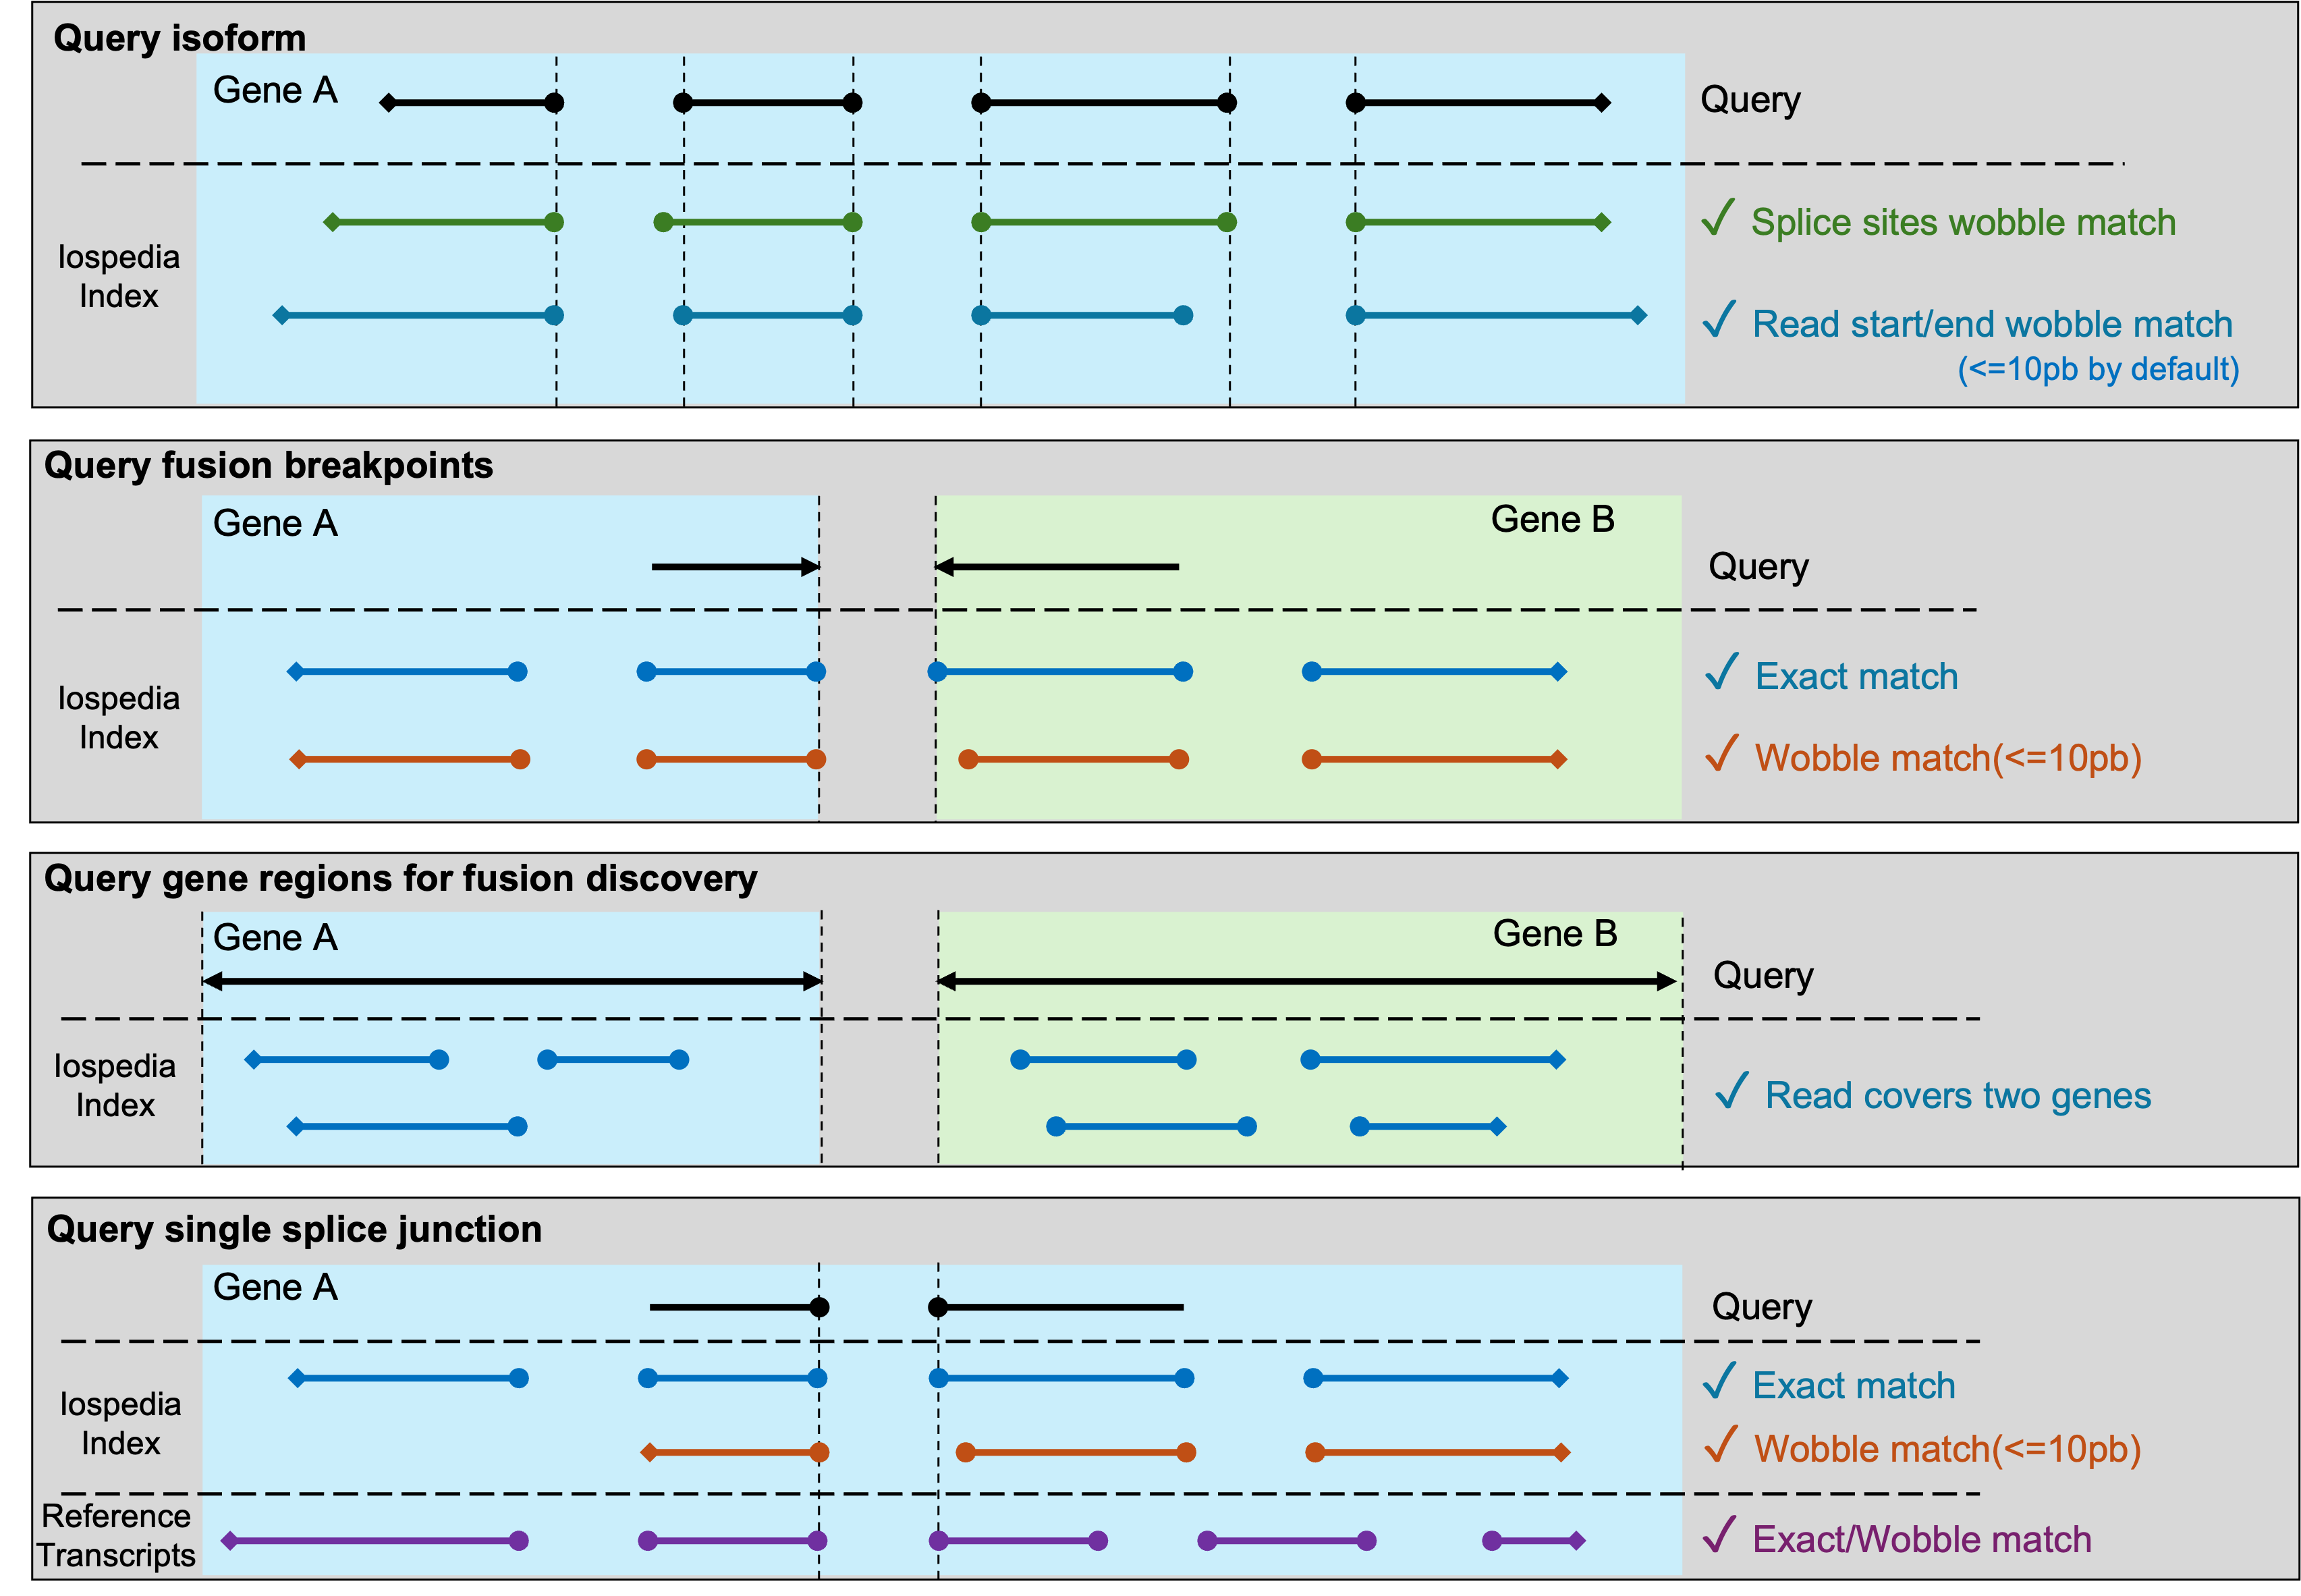 Query isoform
Gene A
Query
Iospedia
Index
✓ Splice sites wobble match
✓ Read start/end wobble match
(<=10pb by default)
Query fusion breakpoints
Gene A
Gene B
Query
Iospedia
Index
✓ Exact match
✓ Wobble match(<=10pb)
Query gene regions for fusion discovery
Gene A
Gene B
Query
Iospedia
Index
✓ Read covers two genes
Query single splice junction
Gene A
Query
Iospedia
Index
✓ Exact match
✓ Wobble match(<=10pb)
Reference
Transcripts
✓ Exact/Wobble match